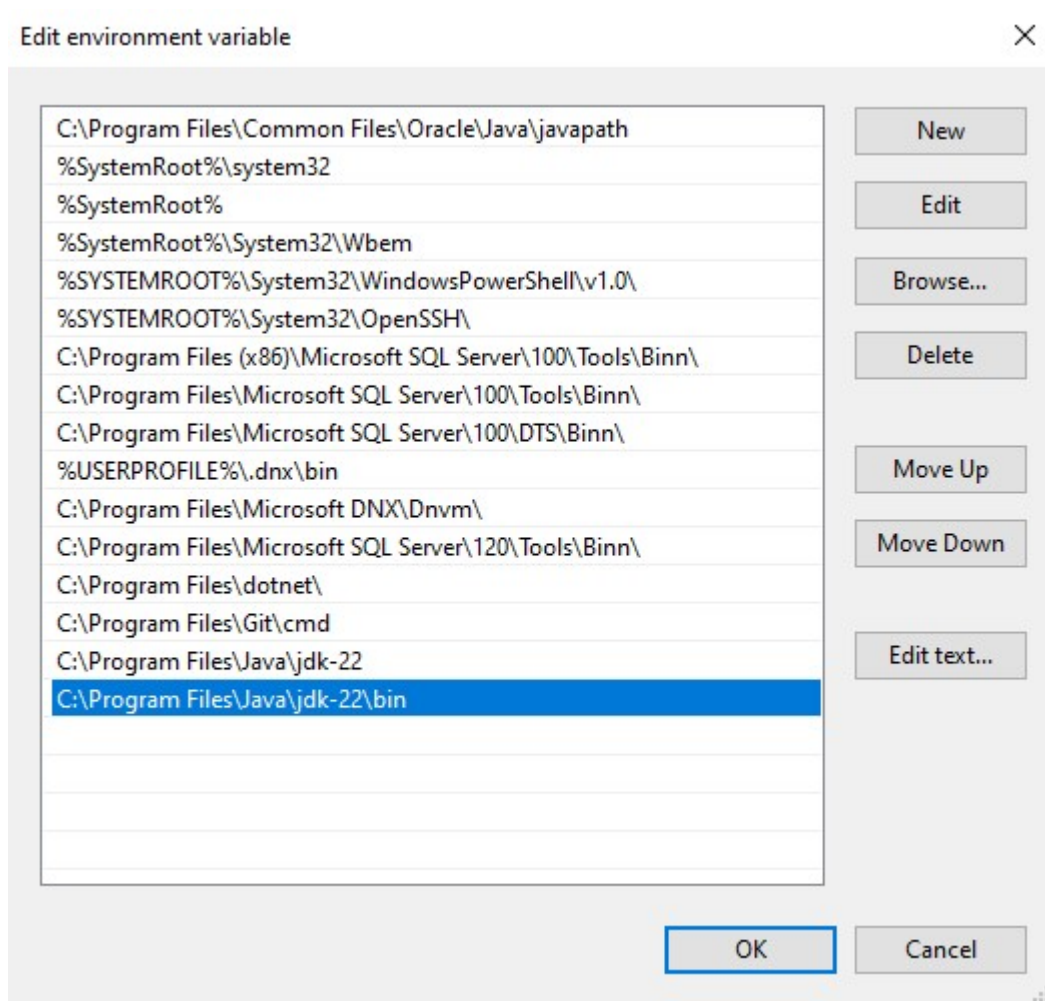 Edit environment variable
C:\Program Files\Common Files\Oracle\Java\javapath
%SystemRoot%\system32
%SystemRoot%
%SystemRoot%\System32\Wbem
%SYSTEMROOT%\System32\WindowsPowerShell\v1.0\
%SYSTEMROOT%\System32\OpenSSH\
C:\Program Files (x86)\Microsoft SQL Server\100\Tools\Binn\
C:\Program Files\Microsoft SQL Server\100\Tools\Binn\
C:\Program Files\Microsoft SQL Server\100\DTS\Binn\
%USERPROFILE%\.dnx\bin
C:\Program Files\Microsoft DNX\Dnvm\
C:\Program Files\Microsoft SQL Server\120\Tools\Binn\
C:\Program Files\dotnet\
C:\Program Files\Git\cmd
C:\Program Files\Java\jdk-22
C:\Program Files\Java\jdk-22\bin
New
Edit
Browse...
Delete
Move Up
Move Down
Edit text...
OK
Cancel